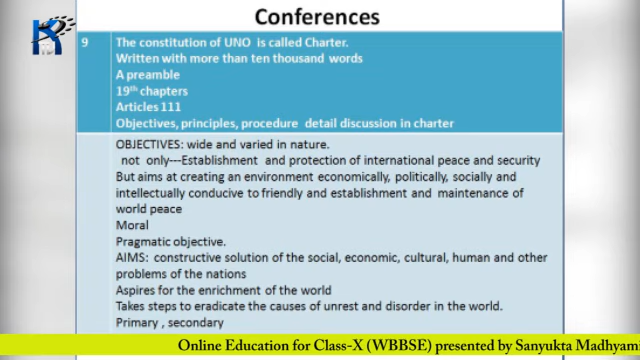 Conferences
9 The constitution of UNO is called Charter.
Written with more than ten thousand words
A preamble
19th chapters
Articles 111
Objectives, principles, procedure detail discussion in charter
OBJECTIVES: wide and varied in nature.
not only---Establishment and protection of international peace and security
But aims at creating an environment economically, politically, socially and
intellectually conducive to friendly and establishment and maintenance of
world peace
Moral
Pragmatic objective.
AIMS: constructive solution of the social, economic, cultural, human and other
problems of the nations
Aspires for the enrichment of the world
Takes steps to eradicate the causes of unrest and disorder in the world.
Primary , secondary
Online Education for Class-X (WBBSE) presented by Sanyukta Madhyam